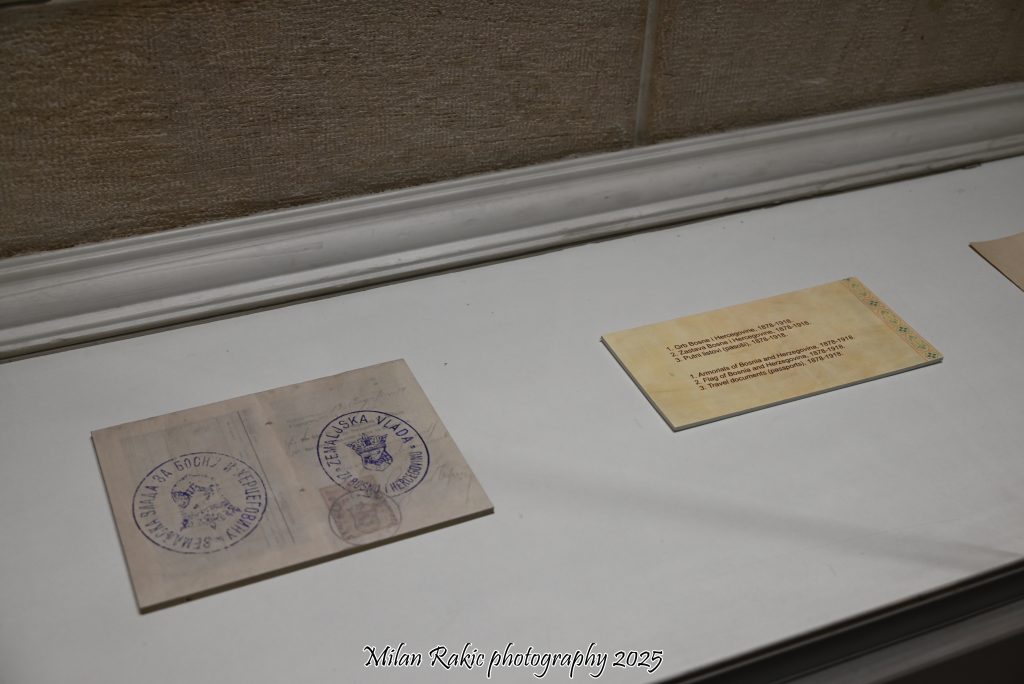 ЗЕМАЉСКА ВЛАДА ЗА БОСНУ И ХЕРЦЕГОВИНУ
ZEMALJSKA VLADA
ZA BOSNU I HERCEGOVINU
1. Grb Bosne i Hercegovine, 1878-1918.
2. Zastava Bosne i Hercegovine, 1878-1918.
3. Putni listovi (pasoši), 1878-1918.
1. Armorials of Bosnia and Herzegovina, 1878-1918.
2. Flag of Bosnia and Herzegovina, 1878-1918.
3. Travel documents (passports), 1878-1918.
Milan Rakic photography 2025